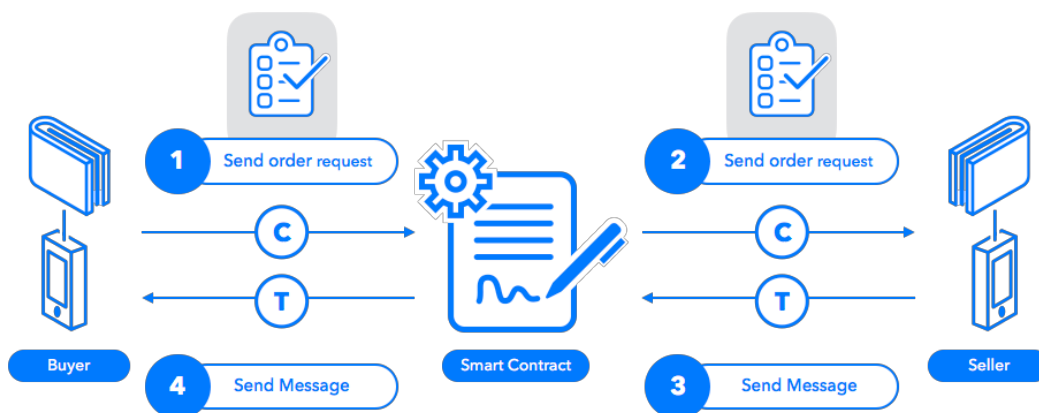 1 Send order request
2 Send order request
C
C
T
T
Buyer
Smart Contract
Seller
4 Send Message
3 Send Message